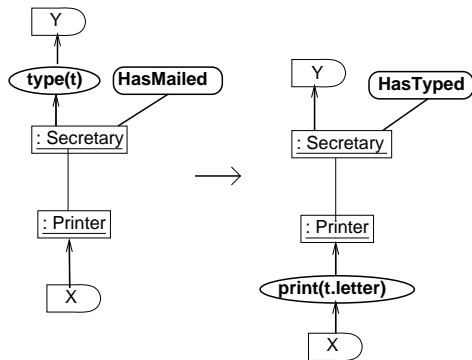 Y
type(t)
HasMailed
: Secretary
: Printer
X
Y
HasTyped
: Secretary
: Printer
print(t.letter)
X